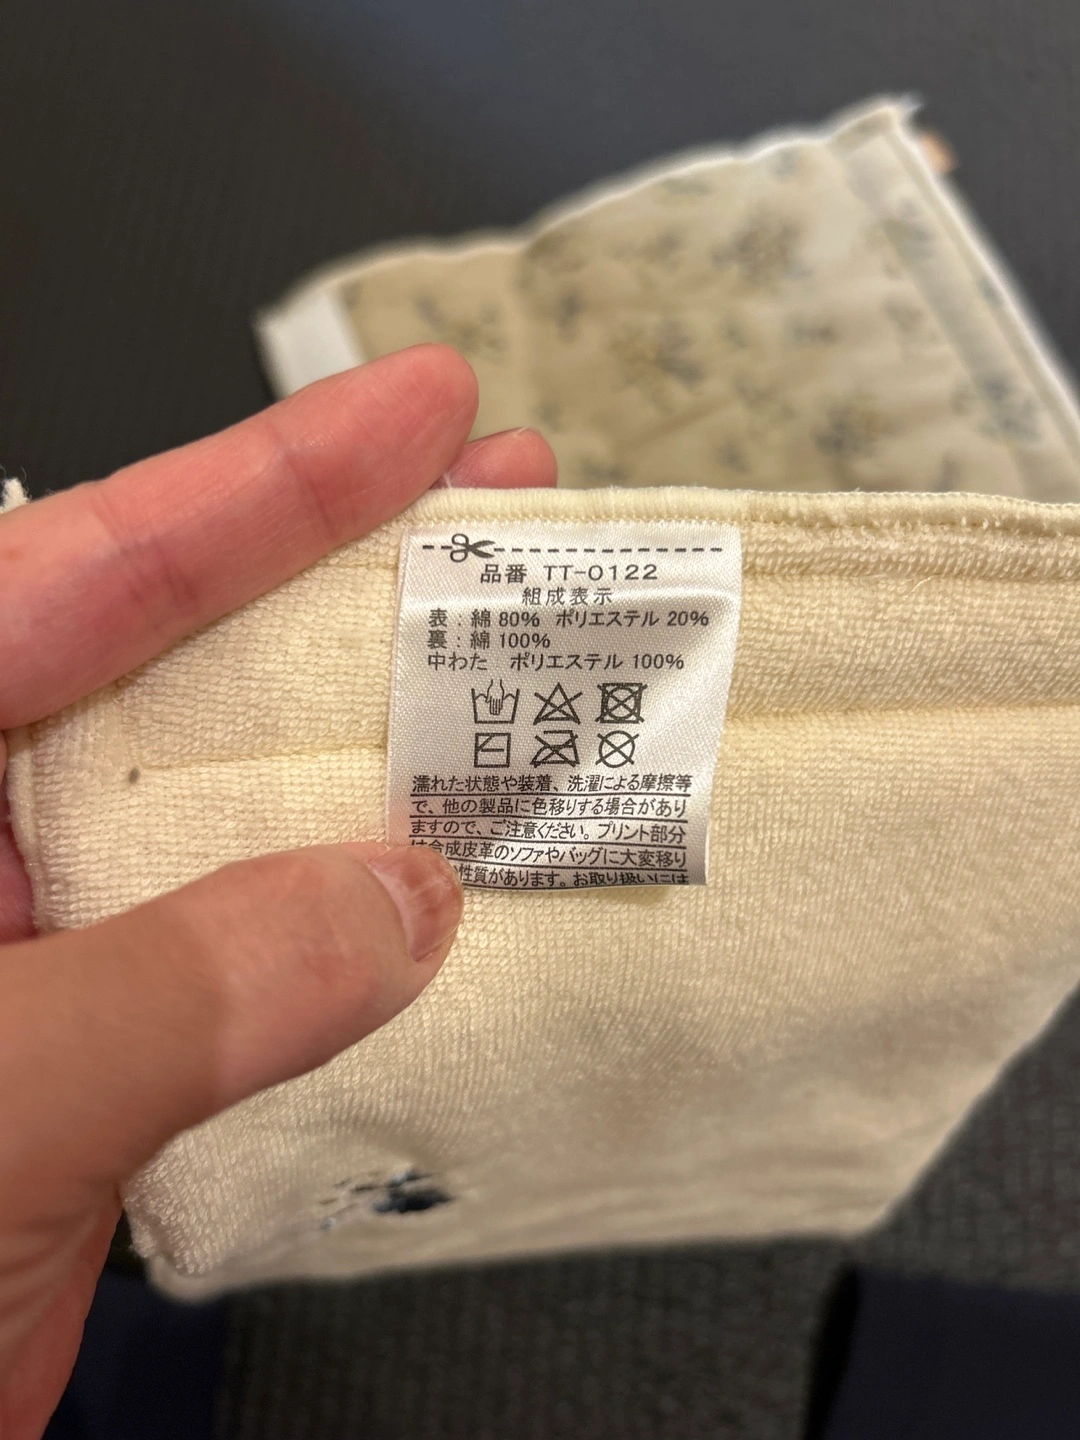 品番 TT-0122
組成表示
表：綿 80% ポリエステル 20%
裏：綿 100%
中わた ポリエステル 100%
濡れた状態や装着、洗濯による摩擦等
で、他の製品に色移りする場合があり
ますので、ご注意ください。プリント部分
は合成皮革のソファやバッグに大変移り
性質があります。お取り扱いには